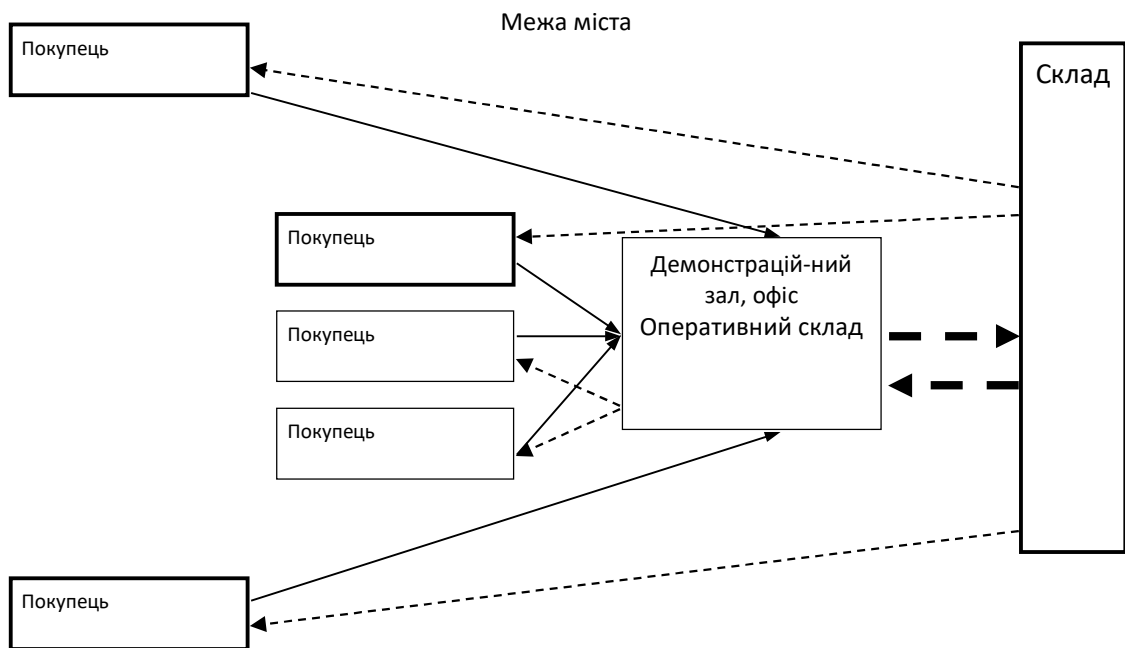 Межа міста
Покупець
Склад
Покупець
Демонстрацій-ний
зал, офіс
Оперативний склад
Покупець
Покупець
Покупець